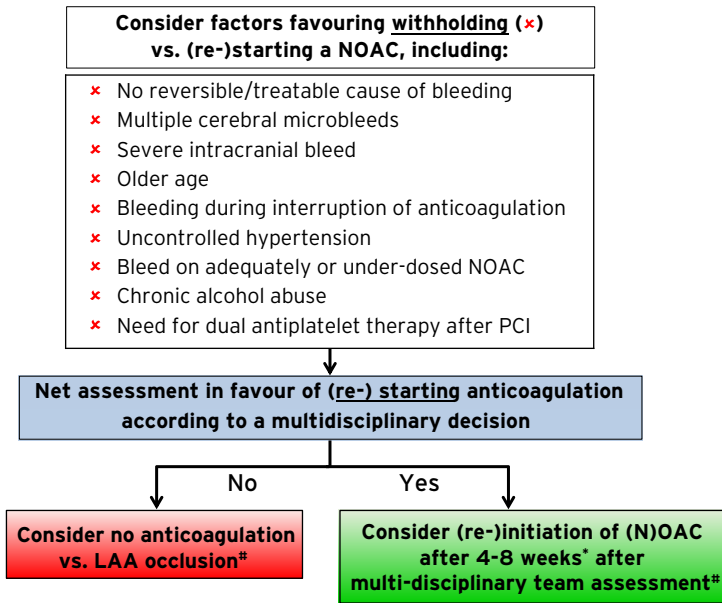 Consider factors favouring withholding (×)
vs. (re-)starting a NOAC, including:
× No reversible/treatable cause of bleeding
× Multiple cerebral microbleeds
× Severe intracranial bleed
× Older age
× Bleeding during interruption of anticoagulation
× Uncontrolled hypertension
× Bleed on adequately or under-dosed NOAC
× Chronic alcohol abuse
× Need for dual antiplatelet therapy after PCI
Net assessment in favour of (re-) starting anticoagulation
according to a multidisciplinary decision
No
Yes
Consider no anticoagulation
vs. LAA occlusion#
Consider (re-)initiation of (N)OAC
after 4-8 weeks* after
multi-disciplinary team assessment#